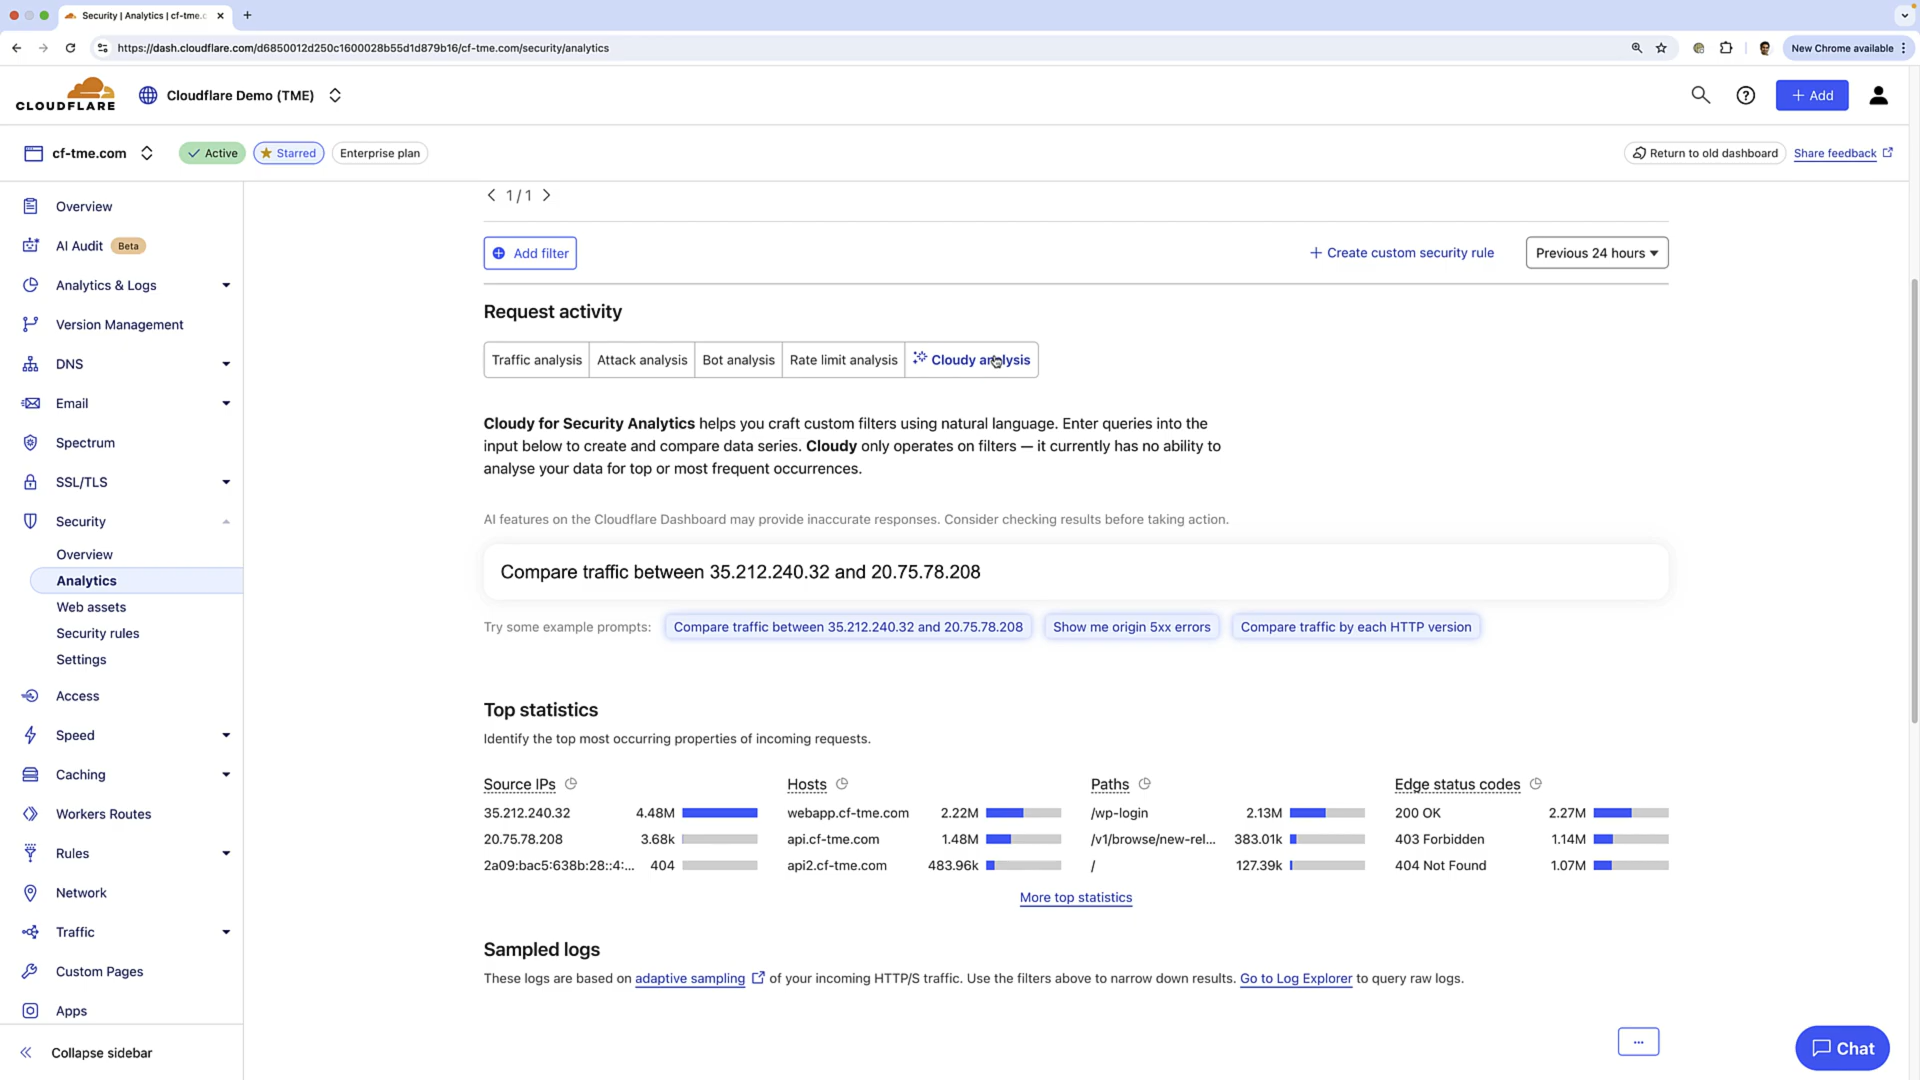 Security | Analytics | cf-tme.c
https://dash.cloudflare.com/d6850012d250c1600028b55d1d879b16/cf-tme.com/security/analytics
New Chrome available
CLOUDFLARE
Cloudflare Demo (TME)
+ Add
cf-tme.com
Active
Starred
Enterprise plan
Return to old dashboard
Share feedback
Overview
AI Audit Beta
Analytics & Logs
Version Management
DNS
Email
Spectrum
SSL/TLS
Security
Overview
Analytics
Web assets
Security rules
Settings
Access
Speed
Caching
Workers Routes
Rules
Network
Traffic
Custom Pages
Apps
Collapse sidebar
1 / 1
Add filter
+ Create custom security rule
Previous 24 hours
Request activity
Traffic analysis
Attack analysis
Bot analysis
Rate limit analysis
Cloudy analysis
Cloudy for Security Analytics helps you craft custom filters using natural language. Enter queries into the
input below to create and compare data series. Cloudy only operates on filters — it currently has no ability to
analyse your data for top or most frequent occurrences.
AI features on the Cloudflare Dashboard may provide inaccurate responses. Consider checking results before taking action.
Compare traffic between 35.212.240.32 and 20.75.78.208
Try some example prompts:
Compare traffic between 35.212.240.32 and 20.75.78.208
Show me origin 5xx errors
Compare traffic by each HTTP version
Top statistics
Identify the top most occurring properties of incoming requests.
Source IPs
35.212.240.32 4.48M
20.75.78.208 3.68k
2a09:bac5:638b:28::4:... 404
Hosts
webapp.cf-tme.com 2.22M
api.cf-tme.com 1.48M
api2.cf-tme.com 483.96k
Paths
/wp-login 2.13M
/v1/browse/new-rel... 383.01k
/ 127.39k
Edge status codes
200 OK 2.27M
403 Forbidden 1.14M
404 Not Found 1.07M
More top statistics
Sampled logs
These logs are based on adaptive sampling of your incoming HTTP/S traffic. Use the filters above to narrow down results. Go to Log Explorer to query raw logs.
...
Chat